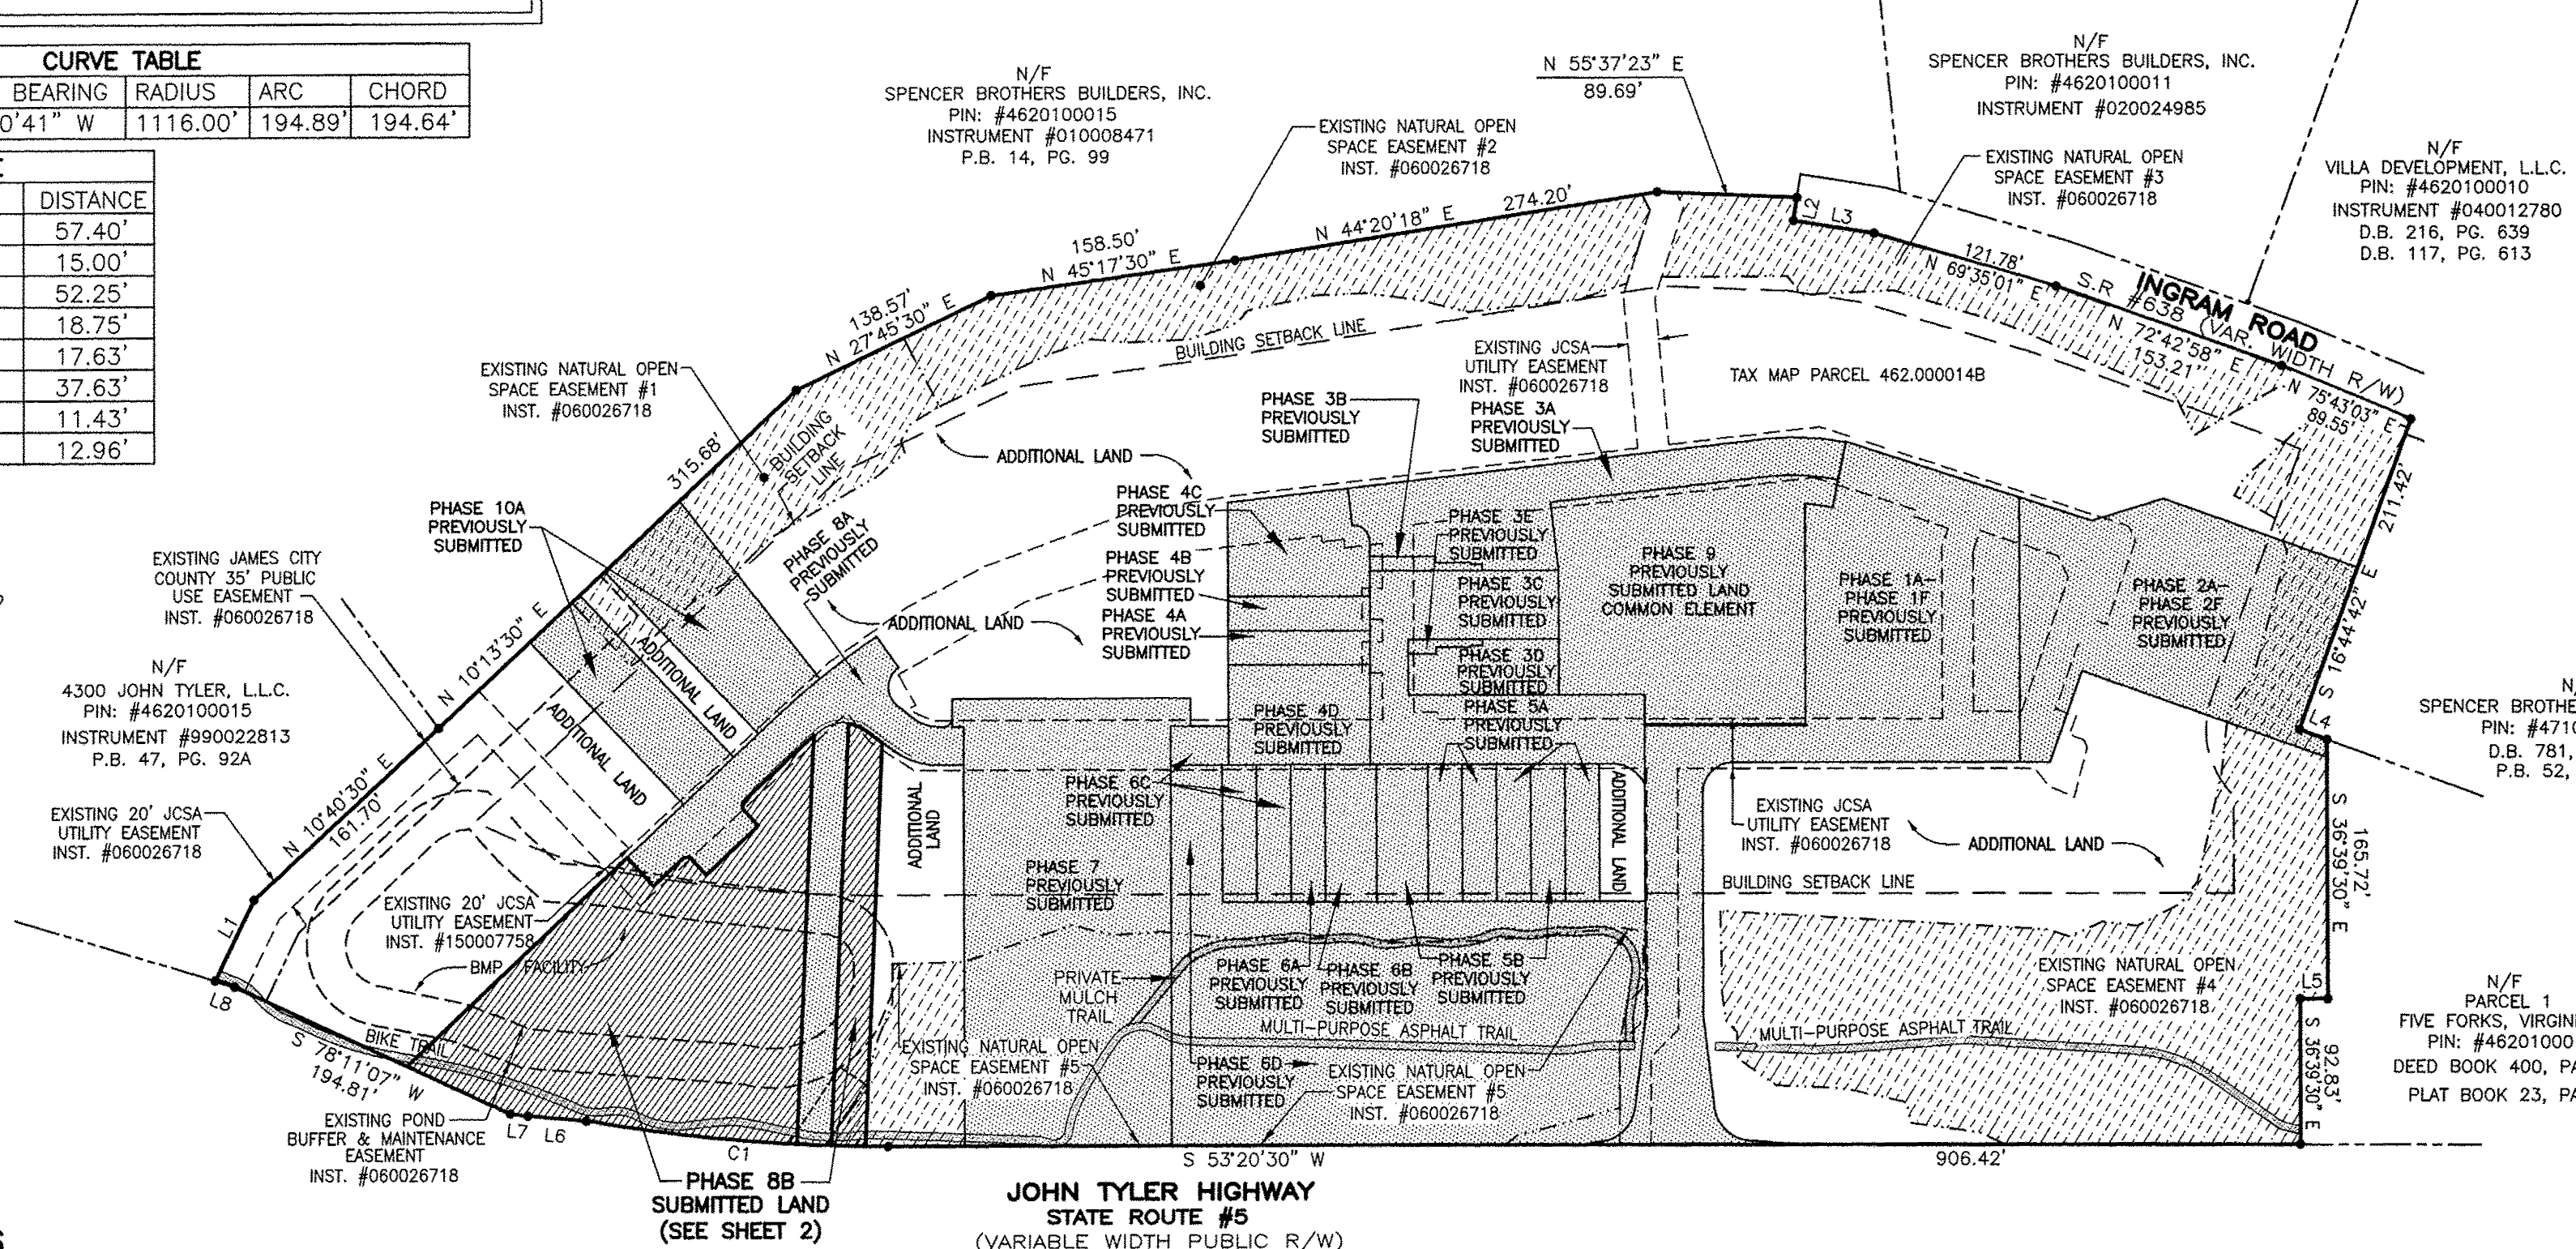 CURVE TABLE
BEARING RADIUS ARC CHORD
0'41" W 1116.00' 194.89' 194.64'
DISTANCE
57.40'
15.00'
52.25'
18.75'
17.63'
37.63'
11.43'
12.96'
N/F
SPENCER BROTHERS BUILDERS, INC.
PIN: #4620100015
INSTRUMENT #010008471
P.B. 14, PG. 99
EXISTING NATURAL OPEN
SPACE EASEMENT #2
INST. #060026718
N 55°37'23" E
89.69'
N/F
SPENCER BROTHERS BUILDERS, INC.
PIN: #4620100011
INSTRUMENT #020024985
EXISTING NATURAL OPEN
SPACE EASEMENT #3
INST. #060026718
N/F
VILLA DEVELOPMENT, L.L.C.
PIN: #4620100010
INSTRUMENT #040012780
D.B. 216, PG. 639
D.B. 117, PG. 613
L2
L3
274.20'
N 44°20'18" E
158.50'
N 45°17'30" E
138.57'
N 27°45'30" E
121.78'
N 69°35'01" E
INGRAM ROAD
S.R #638 (VAR. WIDTH R/W)
N 72°42'58" E
153.21'
N 75°43'03" E
89.55'
BUILDING SETBACK LINE
EXISTING JCSA
UTILITY EASEMENT
INST. #060026718
TAX MAP PARCEL 462.000014B
EXISTING NATURAL OPEN
SPACE EASEMENT #1
INST. #060026718
BUILDING
SETBACK
LINE
315.68'
ADDITIONAL LAND
PHASE 3B
PREVIOUSLY
SUBMITTED
PHASE 3A
PREVIOUSLY
SUBMITTED
211.42'
S 16°44'42" E
PHASE 10A
PREVIOUSLY
SUBMITTED
PHASE 8A
PREVIOUSLY
SUBMITTED
PHASE 4C
PREVIOUSLY
SUBMITTED
PHASE 4B
PREVIOUSLY
SUBMITTED
PHASE 4A
PREVIOUSLY
SUBMITTED
PHASE 3E
PREVIOUSLY
SUBMITTED
PHASE 3C
PREVIOUSLY
SUBMITTED
PHASE 3D
PREVIOUSLY
SUBMITTED
PHASE 9
PREVIOUSLY
SUBMITTED LAND
COMMON ELEMENT
PHASE 1A-
PHASE 1F
PREVIOUSLY
SUBMITTED
PHASE 2A-
PHASE 2F
PREVIOUSLY
SUBMITTED
EXISTING JAMES CITY
COUNTY 35' PUBLIC
USE EASEMENT
INST. #060026718
N 10°13'30" E
ADDITIONAL LAND
ADDITIONAL LAND
ADDITIONAL LAND
N/F
4300 JOHN TYLER, L.L.C.
PIN: #4620100015
INSTRUMENT #990022813
P.B. 47, PG. 92A
PHASE 4D
PREVIOUSLY
SUBMITTED
PHASE 5A
PREVIOUSLY
SUBMITTED
L4
SPENCER BROTHE
PIN: #4710
D.B. 781,
P.B. 52,
N 10°40'30" E
161.70'
EXISTING 20' JCSA
UTILITY EASEMENT
INST. #060026718
PHASE 6C
PREVIOUSLY
SUBMITTED
ADDITIONAL
LAND
ADDITIONAL LAND
EXISTING JCSA
UTILITY EASEMENT
INST. #060026718
ADDITIONAL LAND
165.72'
S 36°39'30" E
PHASE 7
PREVIOUSLY
SUBMITTED
BUILDING SETBACK LINE
L1
EXISTING 20' JCSA
UTILITY EASEMENT
INST. #150007758
BMP FACILITY
L8
PRIVATE
MULCH
TRAIL
PHASE 6A
PREVIOUSLY
SUBMITTED
PHASE 6B
PREVIOUSLY
SUBMITTED
PHASE 5B
PREVIOUSLY
SUBMITTED
EXISTING NATURAL OPEN
SPACE EASEMENT #4
INST. #060026718
L5
N/F
PARCEL 1
FIVE FORKS, VIRGIN
PIN: #46201000
DEED BOOK 400, PA
PLAT BOOK 23, PA
MULTI-PURPOSE ASPHALT TRAIL
MULTI-PURPOSE ASPHALT TRAIL
BIKE TRAIL
S 78°11'07" W
194.81'
EXISTING NATURAL OPEN
SPACE EASEMENT #5
INST. #060026718
PHASE 6D
PREVIOUSLY
SUBMITTED
EXISTING NATURAL OPEN
SPACE EASEMENT #5
INST. #060026718
92.83'
S 36°39'30" E
EXISTING POND
BUFFER & MAINTENANCE
EASEMENT
INST. #060026718
L7
L6
C1
S 53°20'30" W
906.42'
PHASE 8B
SUBMITTED LAND
(SEE SHEET 2)
JOHN TYLER HIGHWAY
STATE ROUTE #5
(VARIABLE WIDTH PUBLIC R/W)